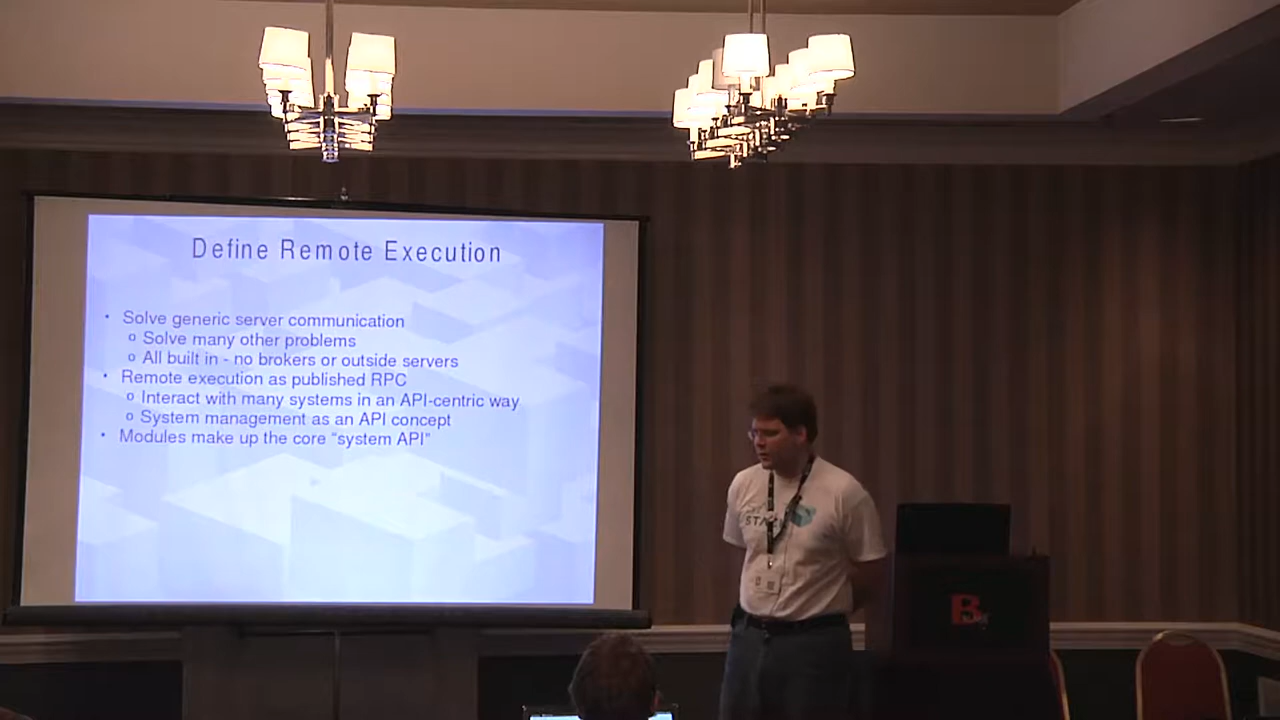 Define Remote Execution
• Solve generic server communication
o Solve many other problems
o All built in - no brokers or outside servers
• Remote execution as published RPC
o Interact with many systems in an API-centric way
o System management as an API concept
• Modules make up the core “system API”
B